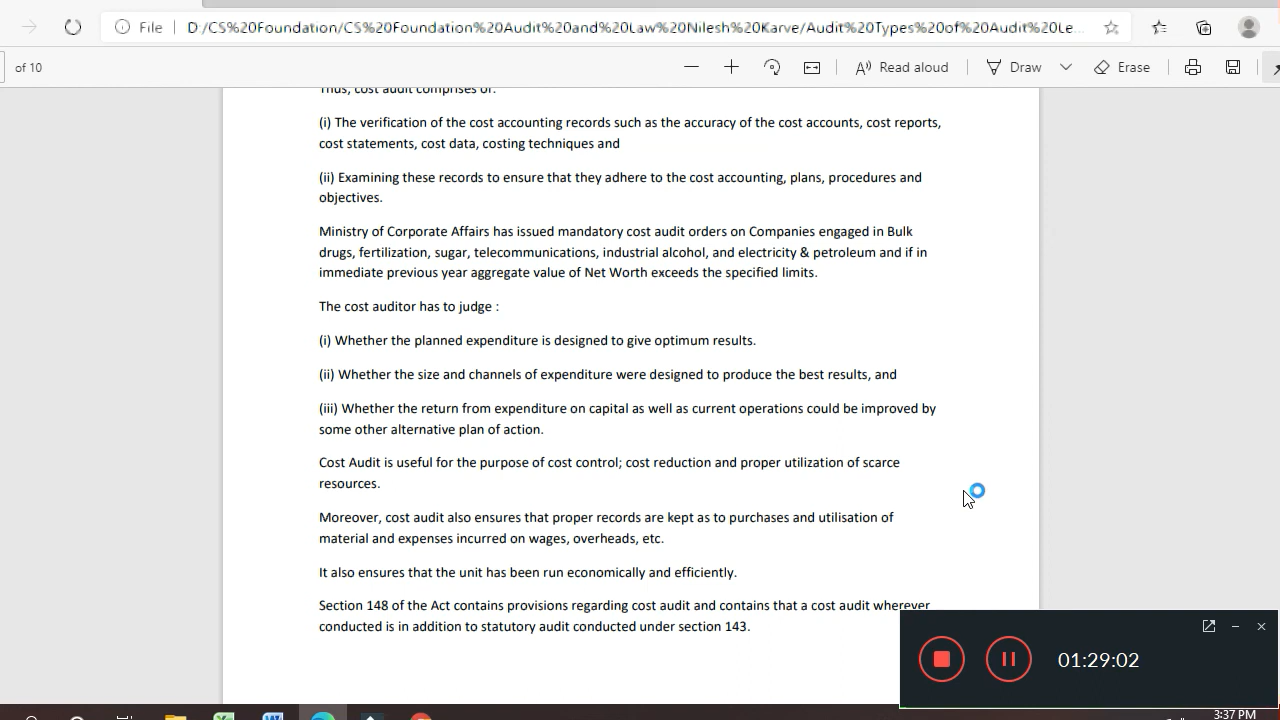 File D:/CS%20Foundation/CS%20Foundation%20Audit%20and%20Law%20Nilesh%20Karve/Audit%20Types%20of%20Audit%20Le...
of 10 Read aloud Draw Erase
Thus, cost audit comprises of:
(i) The verification of the cost accounting records such as the accuracy of the cost accounts, cost reports,
cost statements, cost data, costing techniques and
(ii) Examining these records to ensure that they adhere to the cost accounting, plans, procedures and
objectives.
Ministry of Corporate Affairs has issued mandatory cost audit orders on Companies engaged in Bulk
drugs, fertilization, sugar, telecommunications, industrial alcohol, and electricity & petroleum and if in
immediate previous year aggregate value of Net Worth exceeds the specified limits.
The cost auditor has to judge :
(i) Whether the planned expenditure is designed to give optimum results.
(ii) Whether the size and channels of expenditure were designed to produce the best results, and
(iii) Whether the return from expenditure on capital as well as current operations could be improved by
some other alternative plan of action.
Cost Audit is useful for the purpose of cost control; cost reduction and proper utilization of scarce
resources.
Moreover, cost audit also ensures that proper records are kept as to purchases and utilisation of
material and expenses incurred on wages, overheads, etc.
It also ensures that the unit has been run economically and efficiently.
Section 148 of the Act contains provisions regarding cost audit and contains that a cost audit wherever
conducted is in addition to statutory audit conducted under section 143.
01:29:02
3:37 PM